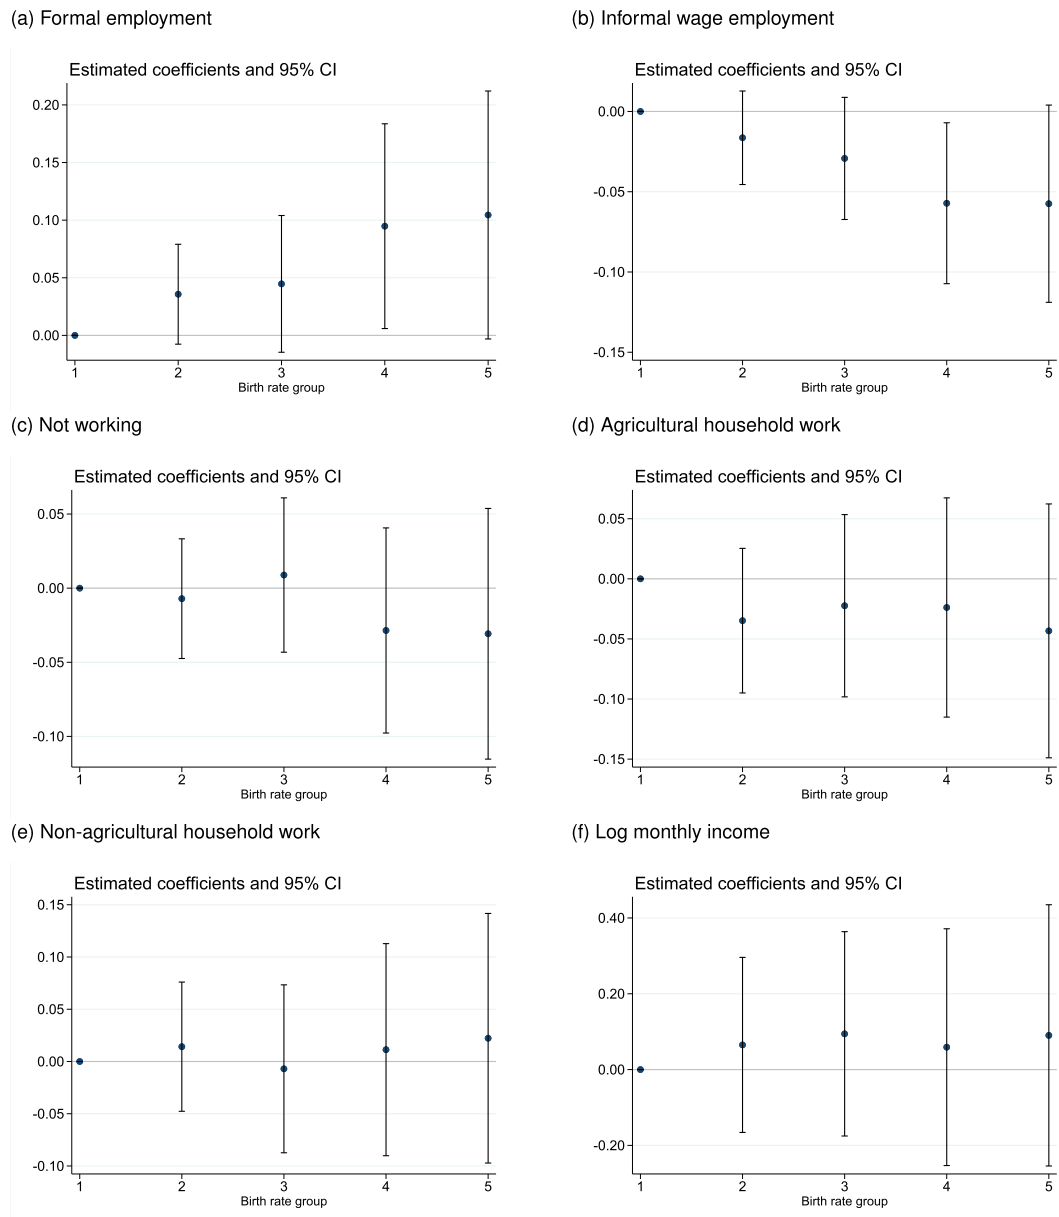 (a) Formal employment
Estimated coefficients and 95% CI
0.20
0.15
0.10
0.05
0.00
1 2 3 4 5
Birth rate group
(b) Informal wage employment
Estimated coefficients and 95% CI
0.00
-0.05
-0.10
-0.15
1 2 3 4 5
Birth rate group
(c) Not working
Estimated coefficients and 95% CI
0.05
0.00
-0.05
-0.10
1 2 3 4 5
Birth rate group
(d) Agricultural household work
Estimated coefficients and 95% CI
0.05
0.00
-0.05
-0.10
-0.15
1 2 3 4 5
Birth rate group
(e) Non-agricultural household work
Estimated coefficients and 95% CI
0.15
0.10
0.05
0.00
-0.05
-0.10
1 2 3 4 5
Birth rate group
(f) Log monthly income
Estimated coefficients and 95% CI
0.40
0.20
0.00
-0.20
1 2 3 4 5
Birth rate group